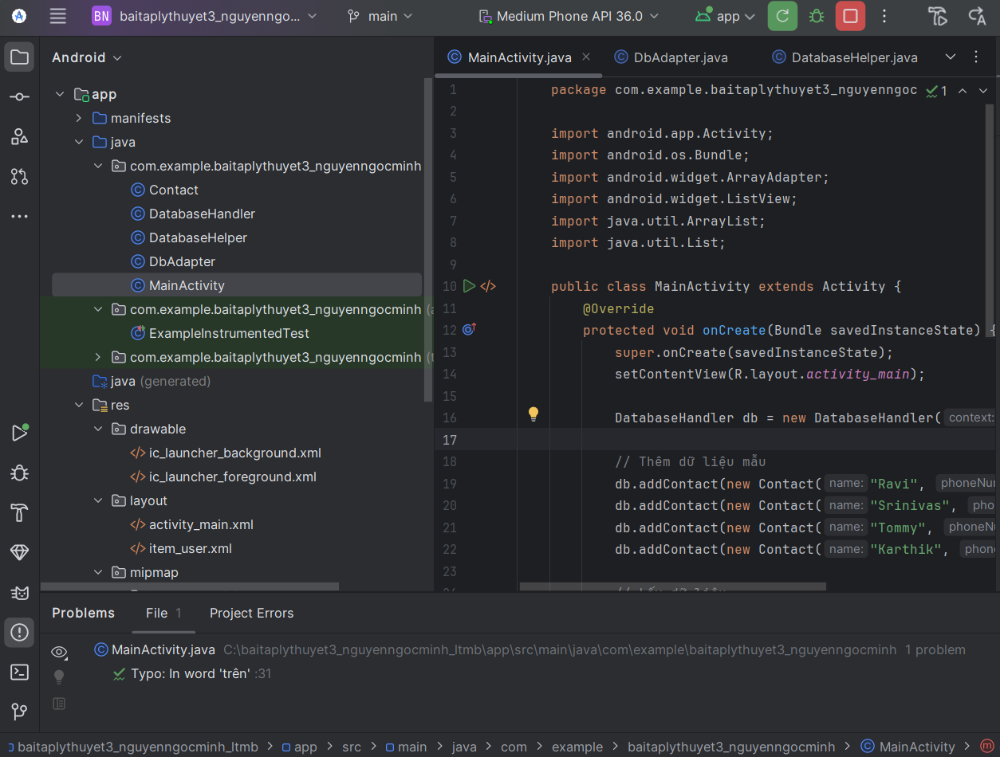 BN baitaplythuyet3_nguyenngo... main Medium Phone API 36.0 app
Android
MainActivity.java DbAdapter.java DatabaseHelper.java
app
manifests
java
com.example.baitaplythuyet3_nguyenngocminh
Contact
DatabaseHandler
DatabaseHelper
DbAdapter
MainActivity
com.example.baitaplythuyet3_nguyenngocminh
ExampleInstrumentedTest
com.example.baitaplythuyet3_nguyenngocminh
java (generated)
res
drawable
ic_launcher_background.xml
ic_launcher_foreground.xml
layout
activity_main.xml
item_user.xml
mipmap
1 package com.example.baitaplythuyet3_nguyenngoc 1
2
3 import android.app.Activity;
4 import android.os.Bundle;
5 import android.widget.ArrayAdapter;
6 import android.widget.ListView;
7 import java.util.ArrayList;
8 import java.util.List;
9
10 public class MainActivity extends Activity {
11 @Override
12 protected void onCreate(Bundle savedInstanceState) {
13 super.onCreate(savedInstanceState);
14 setContentView(R.layout.activity_main);
15
16 DatabaseHandler db = new DatabaseHandler( context:
17
18 // Thêm dữ liệu mẫu
19 db.addContact(new Contact( name: "Ravi", phoneNu
20 db.addContact(new Contact( name: "Srinivas", pho
21 db.addContact(new Contact( name: "Tommy", phoneN
22 db.addContact(new Contact( name: "Karthik", phon
23
Problems File 1 Project Errors
MainActivity.java C:\baitaplythuyet3_nguyenngocminh_ltmb\app\src\main\java\com\example\baitaplythuyet3_nguyenngocminh 1 problem
Typo: In word 'trên' :31
baitaplythuyet3_nguyenngocminh_ltmb > app > src > main > java > com > example > baitaplythuyet3_nguyenngocminh > MainActivity >